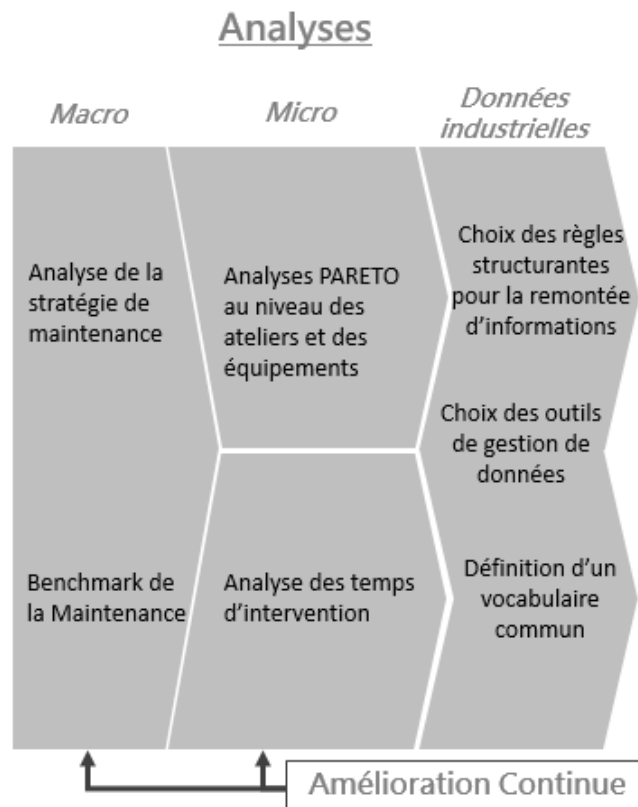 Analyses
Macro
Micro
Données
industrielles
Analyse de la
stratégie de
maintenance
Analyses PARETO
au niveau des
ateliers et des
équipements
Choix des règles
structurantes
pour la remontée
d'informations
Choix des outils
de gestion de
données
Benchmark de
la Maintenance
Analyse des temps
d'intervention
Définition d'un
vocabulaire
commun
Amélioration Continue